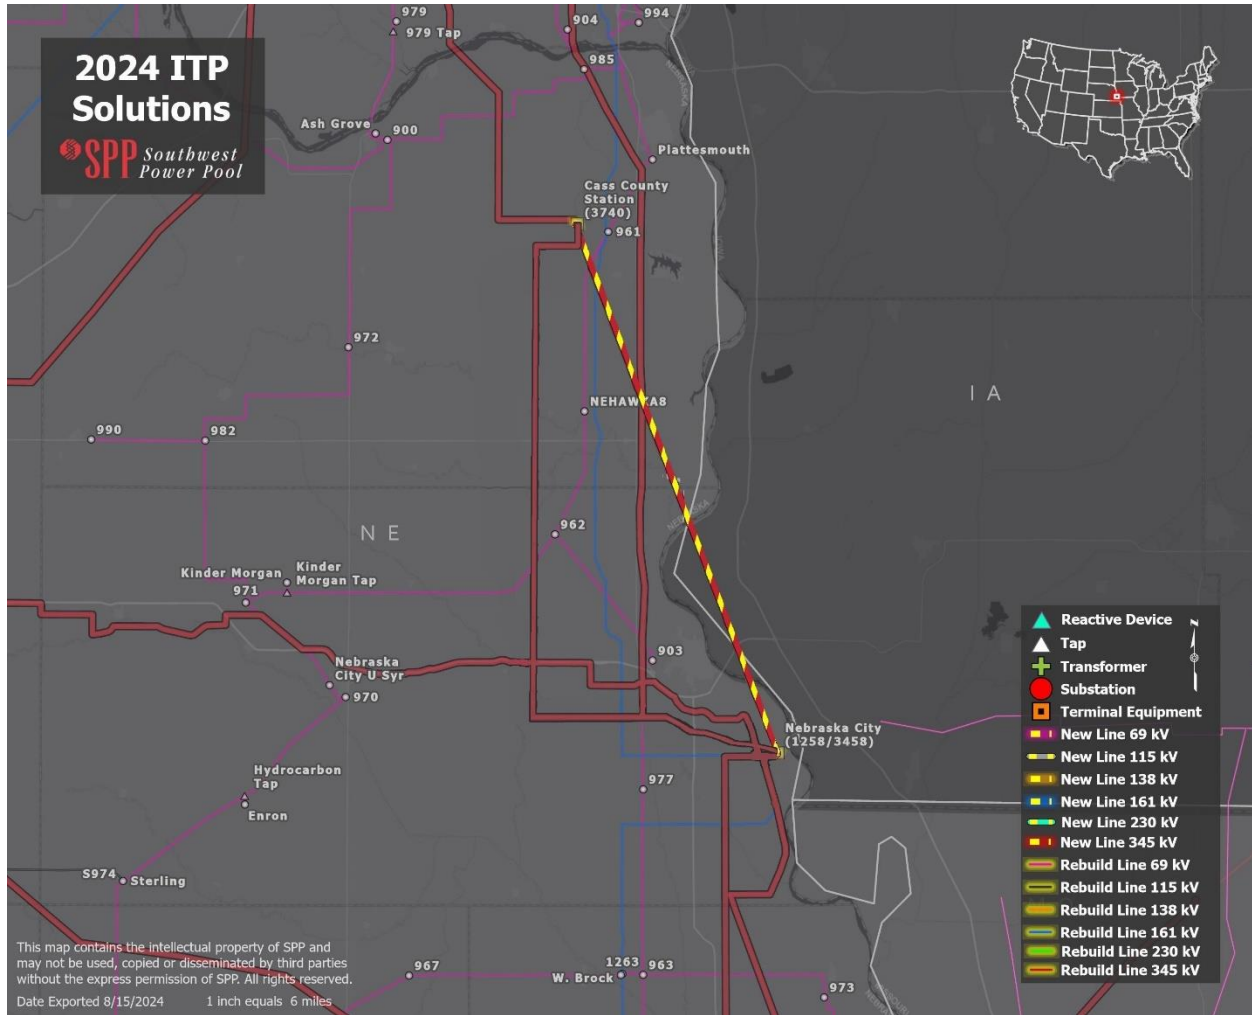 2024 ITP
Solutions
SPP Southwest
Power Pool
979
979 Tap
904
994
985
Ash Grove
900
Plattesmouth
Cass County
Station
(3740)
961
NEBRASKA
IOWA
972
NEHAWKA8
I A
990
982
N E
962
NEBRASKA
Kinder Morgan
Kinder
Morgan Tap
971
Nebraska
City U Syr
970
903
Nebraska City
(1258/3458)
Hydrocarbon
Tap
Enron
977
S974
Sterling
967
1263
W. Brock
963
973
MISSOURI
N
Reactive Device
Tap
Transformer
Substation
Terminal Equipment
New Line 69 kV
New Line 115 kV
New Line 138 kV
New Line 161 kV
New Line 230 kV
New Line 345 kV
Rebuild Line 69 kV
Rebuild Line 115 kV
Rebuild Line 138 kV
Rebuild Line 161 kV
Rebuild Line 230 kV
Rebuild Line 345 kV
This map contains the intellectual property of SPP and
may not be used, copied or disseminated by third parties
without the express permission of SPP. All rights reserved.
Date Exported 8/15/2024 1 inch equals 6 miles